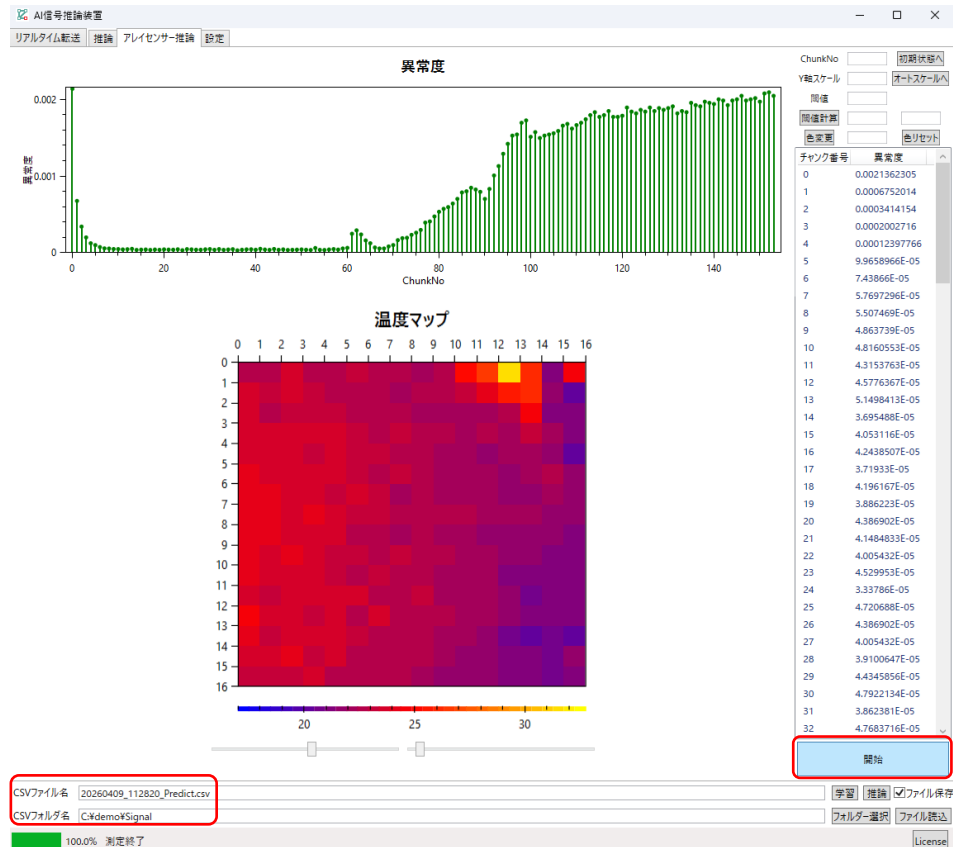 AI信号推論装置
リアルタイム転送 推論 アレイセンサー推論 設定
異常度
異常度
0.002
0.001
0
0 20 40 60 80 100 120 140
ChunkNo
温度マップ
0 1 2 3 4 5 6 7 8 9 10 11 12 13 14 15 16
0
1
2
3
4
5
6
7
8
9
10
11
12
13
14
15
16
20 25 30
ChunkNo 初期状態へ
Y軸スケール オートスケールへ
閾値
閾値計算
色変更 色リセット
チャンク番号 異常度
0 0.0021362305
1 0.0006752014
2 0.0003414154
3 0.0002002716
4 0.00012397766
5 9.9658966E-05
6 7.43866E-05
7 5.7697296E-05
8 5.507469E-05
9 4.863739E-05
10 4.8160553E-05
11 4.3153763E-05
12 4.5776367E-05
13 5.1498413E-05
14 3.695488E-05
15 4.053116E-05
16 4.2438507E-05
17 3.71933E-05
18 4.196167E-05
19 3.886223E-05
20 4.386902E-05
21 4.1484833E-05
22 4.005432E-05
23 4.529953E-05
24 3.33786E-05
25 4.720688E-05
26 4.386902E-05
27 4.005432E-05
28 3.9100647E-05
29 4.4345856E-05
30 4.7922134E-05
31 3.862381E-05
32 4.7683716E-05
開始
CSVファイル名 20260409_112820_Predict.csv 学習 推論 ファイル保存
CSVフォルダ名 C:¥demo¥Signal フォルダー選択 ファイル読込
100.0% 測定終了 License